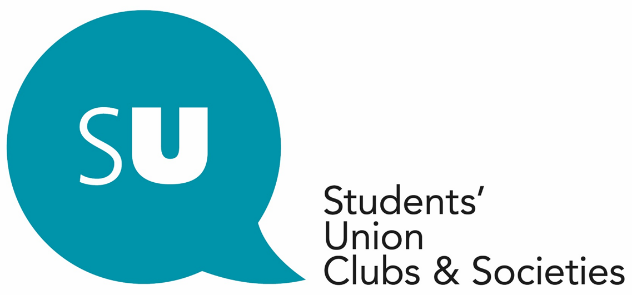 SU
Students’
Union
Clubs & Societies